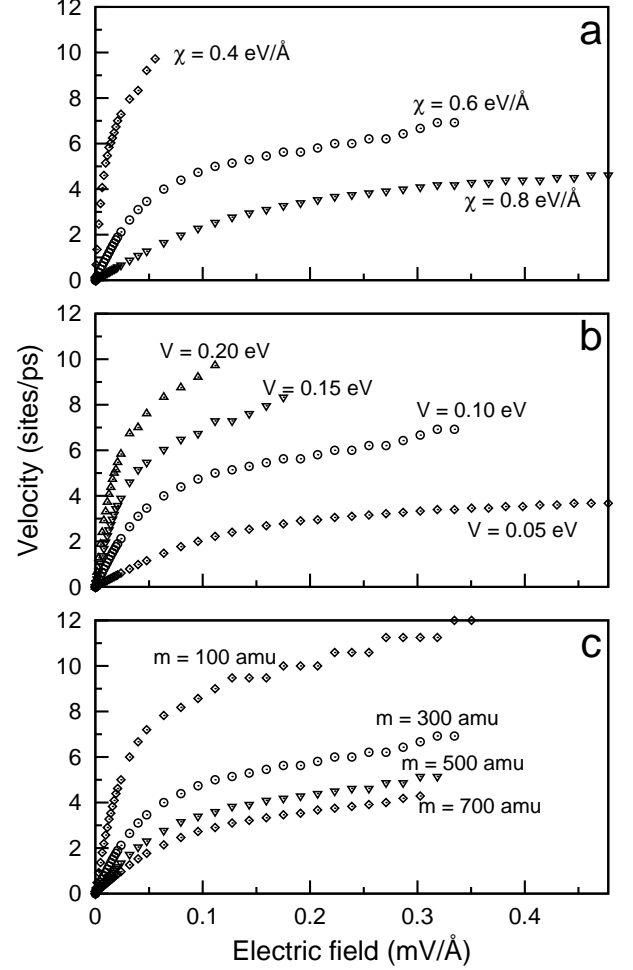 12
10
8
6
4
2
0
a
χ = 0.4 eV/Å
χ = 0.6 eV/Å
χ = 0.8 eV/Å
12
10
8
6
4
2
0
b
V = 0.20 eV
V = 0.15 eV
V = 0.10 eV
V = 0.05 eV
Velocity (sites/ps)
12
10
8
6
4
2
0
c
m = 100 amu
m = 300 amu
m = 500 amu
m = 700 amu
0 0.1 0.2 0.3 0.4
Electric field (mV/Å)